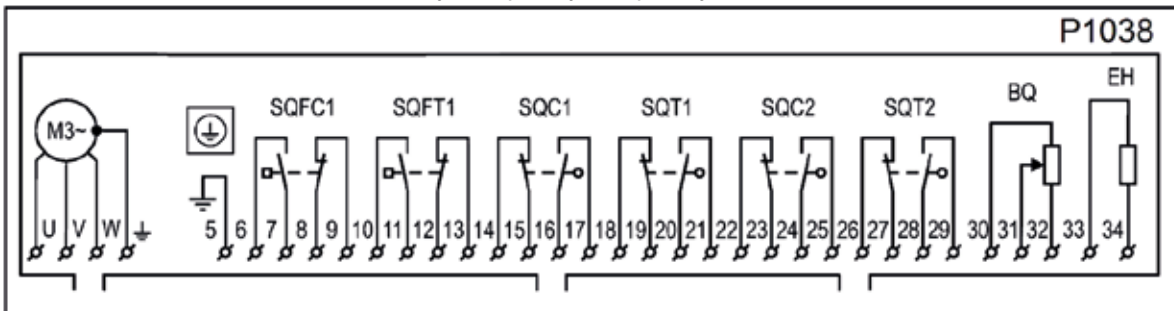 P1038
EH
SQFC1 SQFT1 SQC1 SQT1 SQC2 SQT2 BQ
M3~
U V W 5 6 7 8 9 10 11 12 13 14 15 16 17 18 19 20 21 22 23 24 25 26 27 28 29 30 31 32 33 34